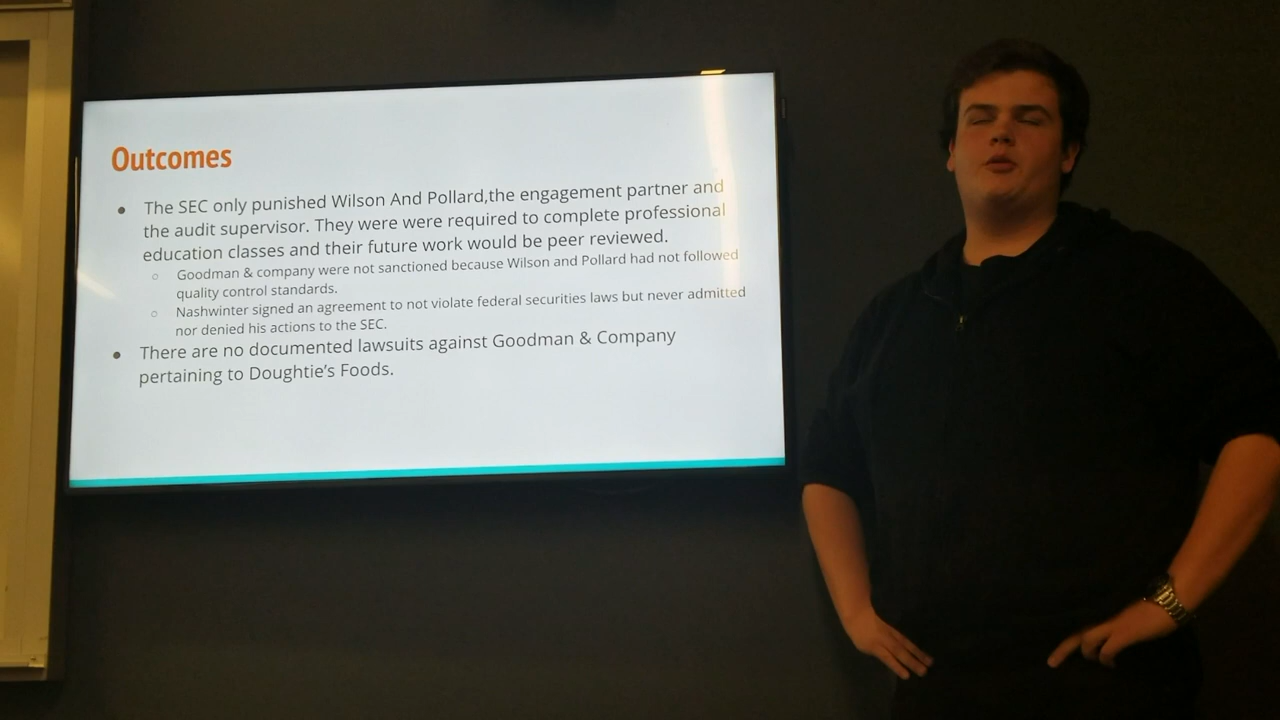 Outcomes
The SEC only punished Wilson And Pollard,the engagement partner and
the audit supervisor. They were were required to complete professional
education classes and their future work would be peer reviewed.
Goodman & company were not sanctioned because Wilson and Pollard had not followed
quality control standards.
Nashwinter signed an agreement to not violate federal securities laws but never admitted
nor denied his actions to the SEC.
There are no documented lawsuits against Goodman & Company
pertaining to Doughtie's Foods.